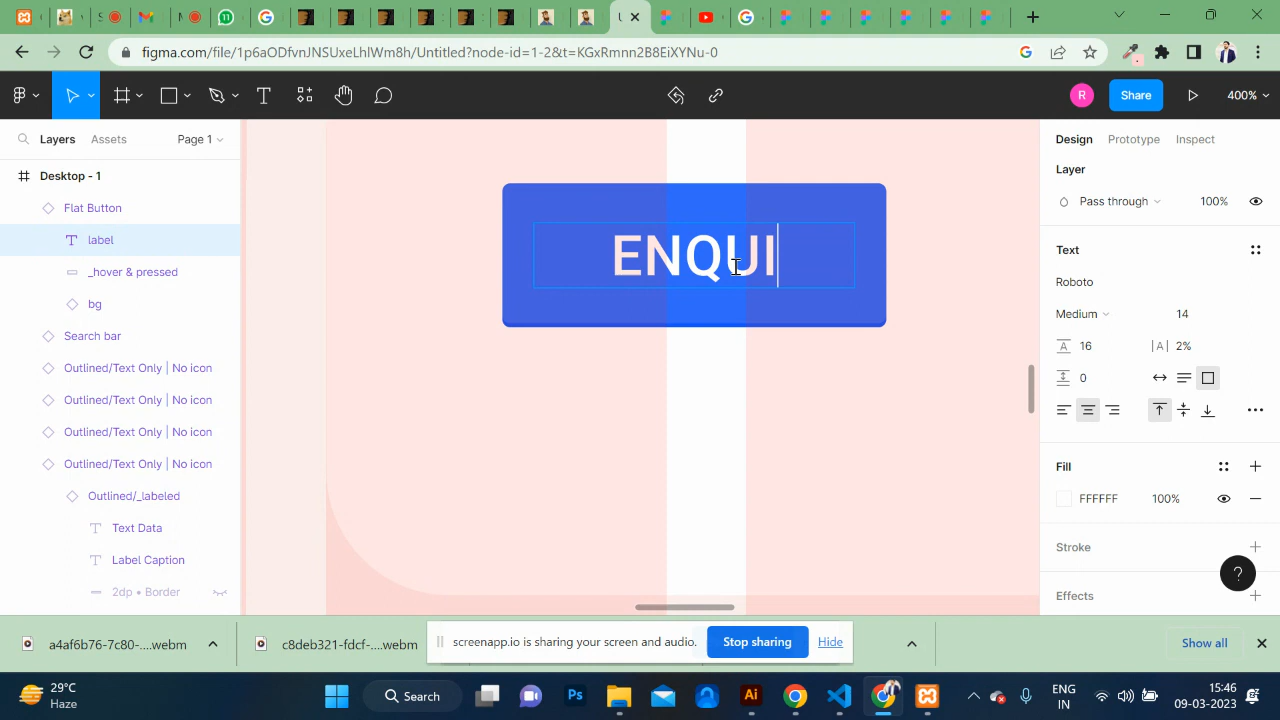 U
figma.com/file/1p6aODfvnJNSUxeLhlWm8h/Untitled?node-id=1-2&t=KGxRmnn2B8EiXYNu-0
R
Share
400%
Layers
Assets
Page 1
Desktop - 1
Flat Button
label
_hover & pressed
bg
Search bar
Outlined/Text Only | No icon
Outlined/Text Only | No icon
Outlined/Text Only | No icon
Outlined/Text Only | No icon
Outlined/_labeled
Text Data
Label Caption
2dp • Border
ENQUI
Design
Prototype
Inspect
Layer
Pass through
100%
Text
Roboto
Medium
14
16
2%
0
Fill
FFFFFF
100%
Stroke
Effects
?
a4af6b76-7c80-....webm
c8deb321-fdcf-....webm
screenapp.io is sharing your screen and audio.
Stop sharing
Hide
Show all
29°C
Haze
Search
ENG
IN
15:46
09-03-2023